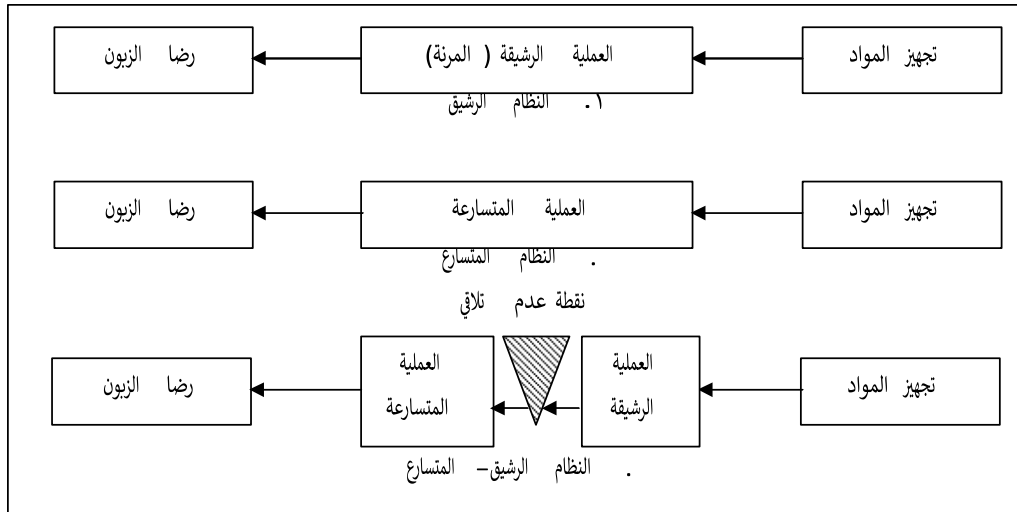 تجهيز المواد
العملية الرشيقة ( المرنة)
رضا الزبون
١. النظام الرشيق
تجهيز المواد
العملية المتسارعة
رضا الزبون
. النظام المتسارع
نقطة عدم تلاقي
تجهيز المواد
العملية
الرشيقة
العملية
المتسارعة
رضا الزبون
. النظام الرشيق– المتسارع